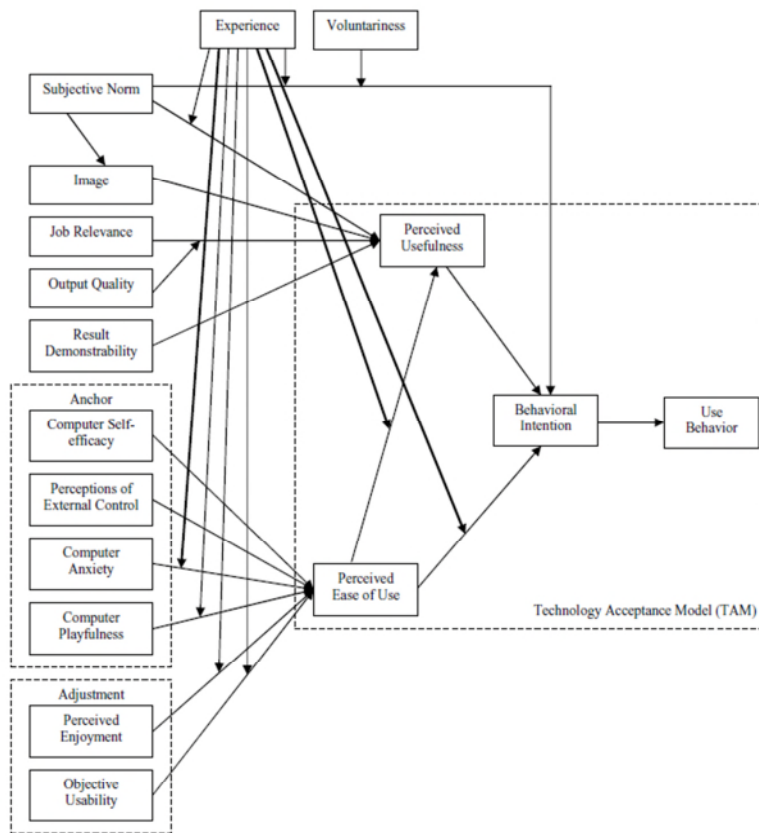 Experience
Voluntariness
Subjective Norm
Image
Job Relevance
Output Quality
Result
Demonstrability
Perceived
Usefulness
Anchor
Computer Self-
efficacy
Perceptions of
External Control
Computer
Anxiety
Computer
Playfulness
Behavioral
Intention
Use
Behavior
Perceived
Ease of Use
Technology Acceptance Model (TAM)
Adjustment
Perceived
Enjoyment
Objective
Usability